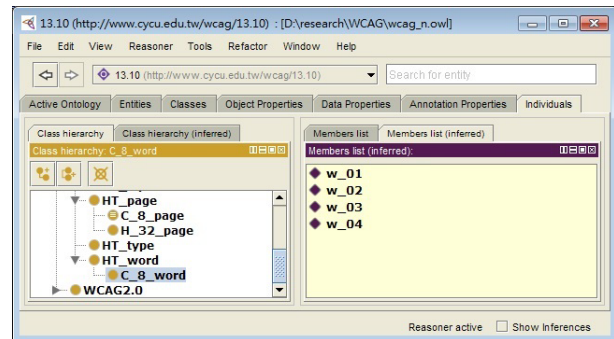 13.10 (http://www.cycu.edu.tw/wcag/13.10) : [D:\research\WCAG\wcag_n.owl]
File Edit View Reasoner Tools Refactor Window Help
13.10 (http://www.cycu.edu.tw/wcag/13.10) Search for entity
Active Ontology Entities Classes Object Properties Data Properties Annotation Properties Individuals
Class hierarchy Class hierarchy (inferred) Members list Members list (inferred)
Class hierarchy: C_8_word Members list (inferred):
HT_page
C_8_page
H_32_page
HT_type
HT_word
C_8_word
WCAG2.0
w_01
w_02
w_03
w_04
Reasoner active Show Inferences